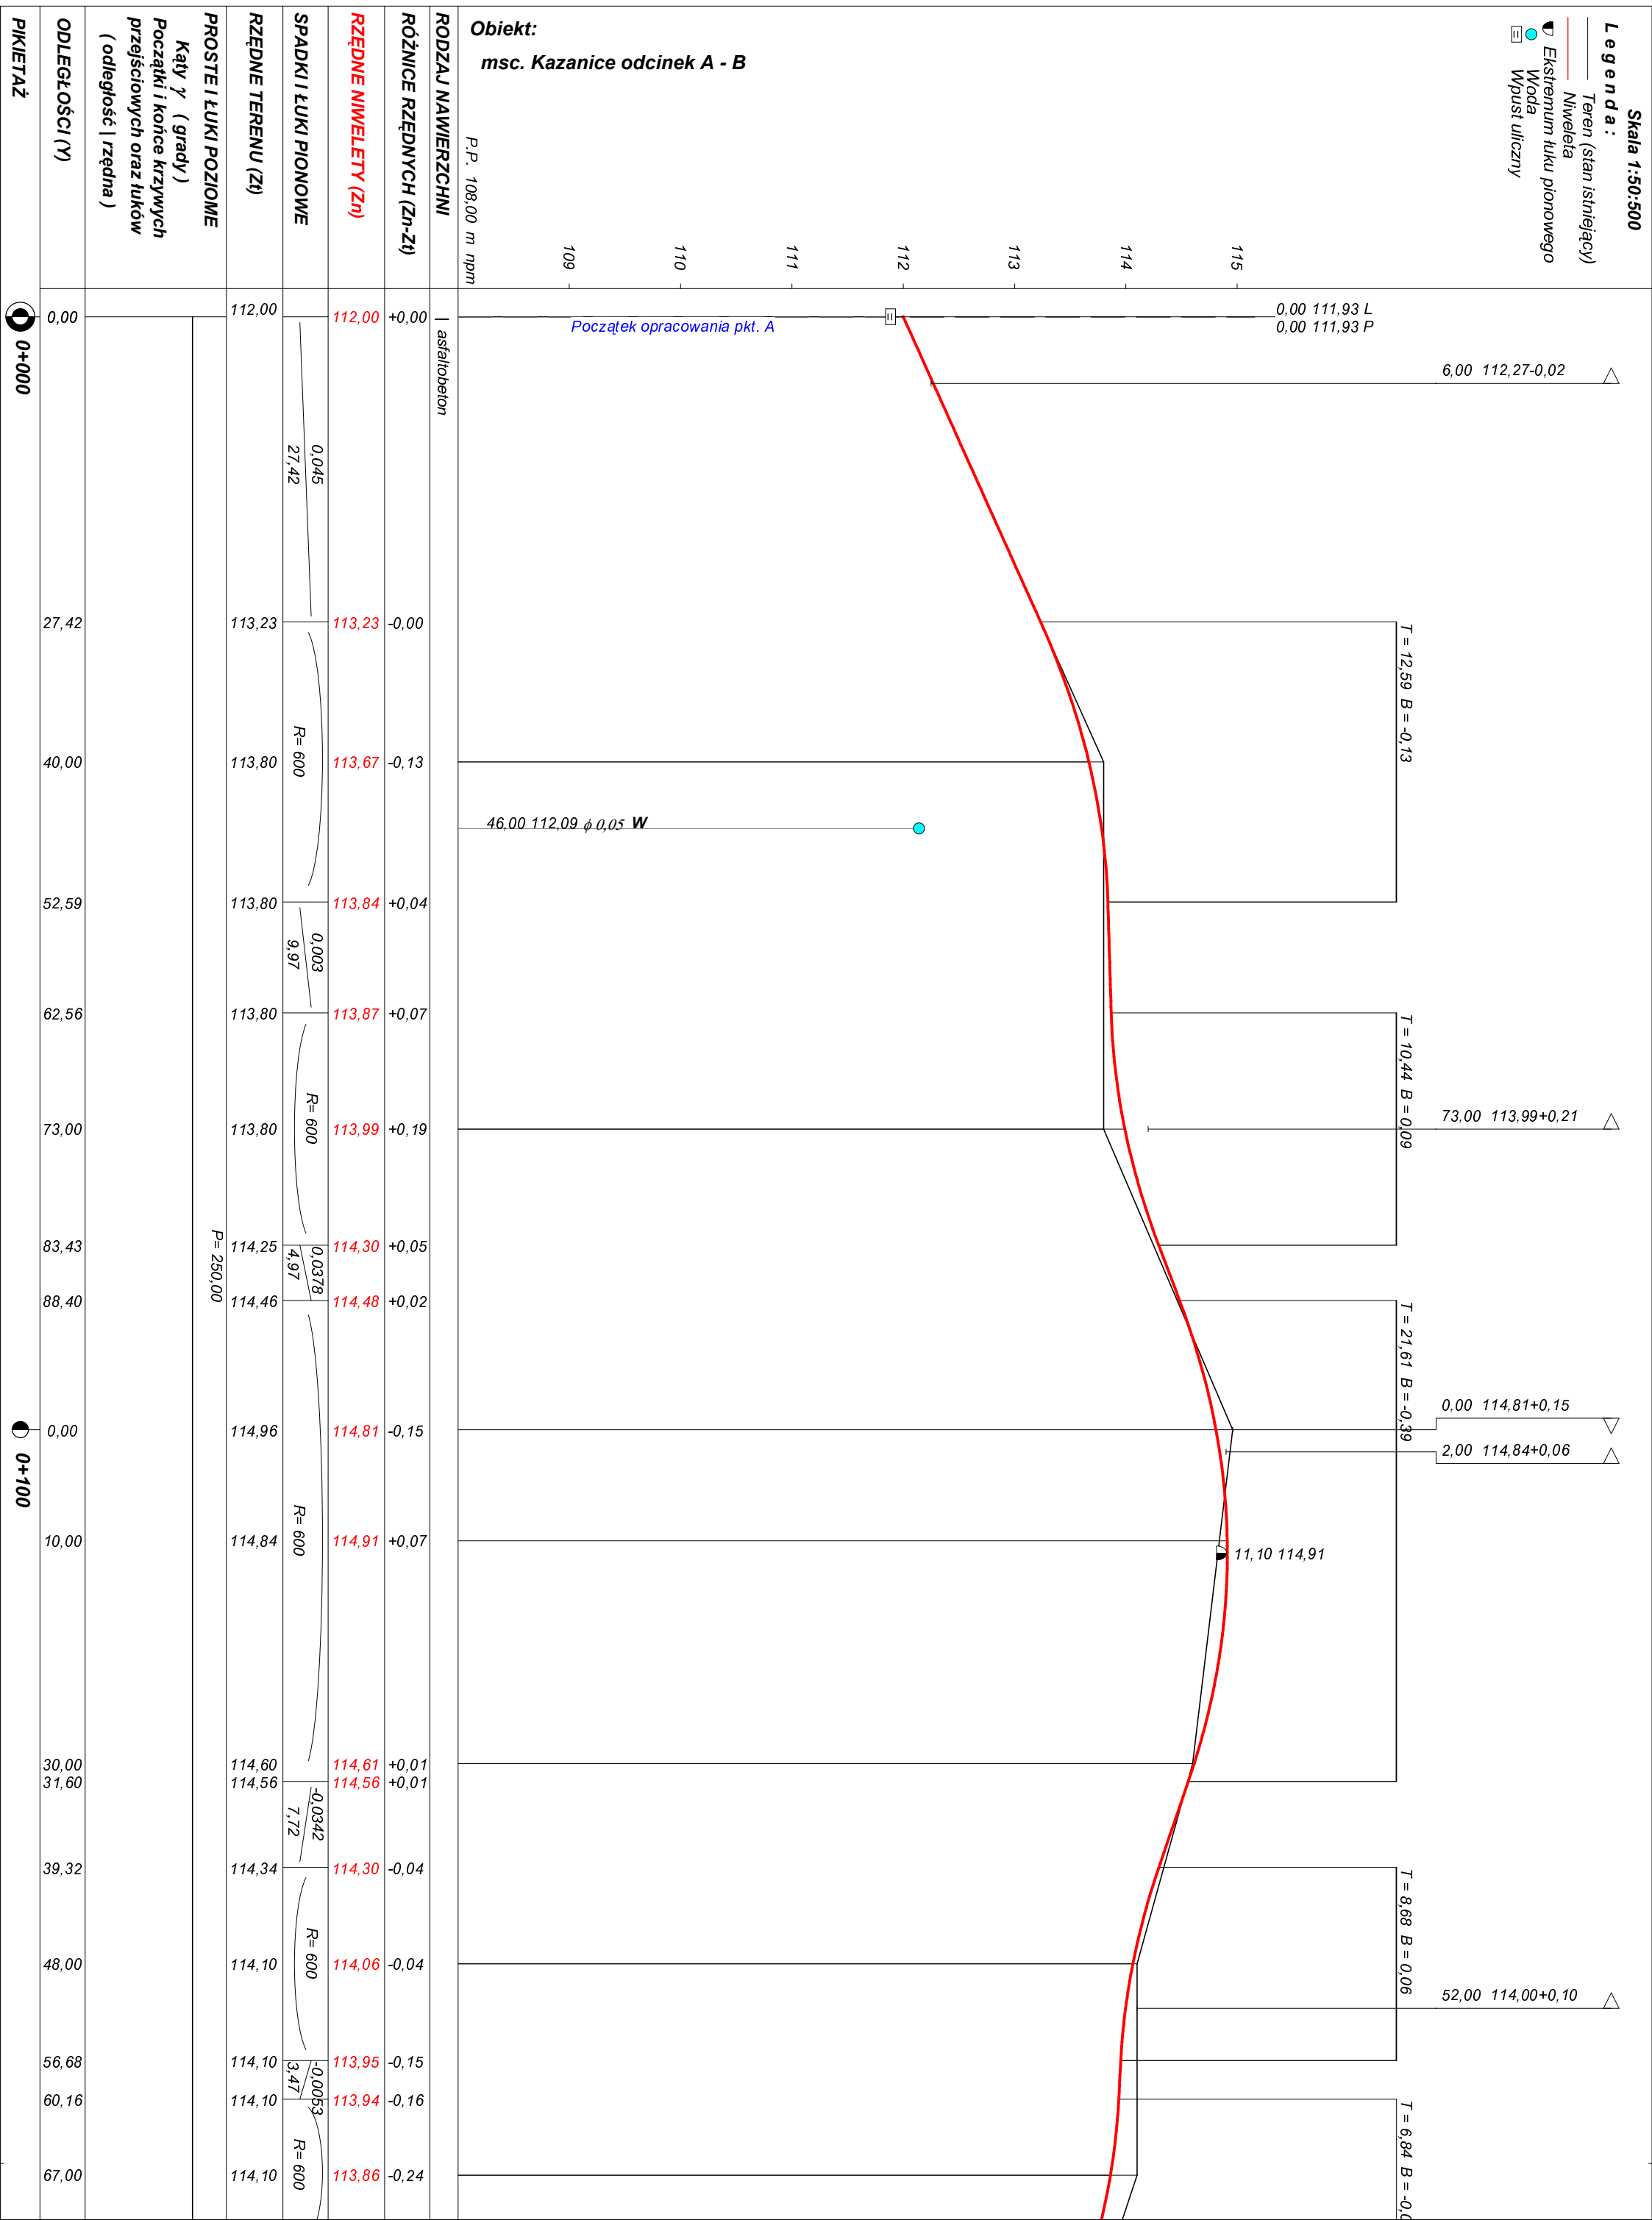 Skala 1:50:500
L e g e n d a :
Teren (stan istniejący)
Niweleta
Ekstremum łuku pionowego
Woda
Wpust uliczny
Obiekt:
msc. Kazanice odcinek A - B
115
114
113
112
111
110
109
P.P. 108,00 m npm
0,00 111,93 L
0,00 111,93 P
6,00 112,27-0,02
73,00 113,99+0,21
0,00 114,81+0,15
2,00 114,84+0,06
52,00 114,00+0,10
T = 12,59 B = -0,13
T = 10,44 B = 0,09
T = 21,61 B = -0,39
T = 8,68 B = 0,06
T = 6,84 B = -0,0
11,10 114,91
Początek opracowania pkt. A
46,00 112,09 ϕ 0,05 W
RODZAJ NAWIERZCHNI
asfaltobeton
RÓŻNICE RZĘDNYCH (Zn-Zt)
+0,00 -0,00 -0,13 +0,04 +0,07 +0,19 +0,05 +0,02 -0,15 +0,07 +0,01 +0,01 -0,04 -0,04 -0,15 -0,16 -0,24
RZĘDNE NIWELETY (Zn)
112,00 113,23 113,67 113,84 113,87 113,99 114,30 114,48 114,81 114,91 114,61 114,56 114,30 114,06 113,95 113,94 113,86
SPADKI I ŁUKI PIONOWE
0,045
27,42
R= 600
0,003
9,97
R= 600
0,0378
4,97
R= 600
-0,0342
7,72
R= 600
-0,0053
3,47
R= 600
RZĘDNE TERENU (Zt)
112,00 113,23 113,80 113,80 113,80 113,80 114,25 114,46 114,96 114,84 114,60 114,56 114,34 114,10 114,10 114,10 114,10
PROSTE I ŁUKI POZIOME
P= 250,00
Kąty γ ( grady )
Początki i końce krzywych
przejściowych oraz łuków
( odległość | rzędna )
ODLEGŁOŚCI (Y)
0,00 27,42 40,00 52,59 62,56 73,00 83,43 88,40 0,00 10,00 30,00 31,60 39,32 48,00 56,68 60,16 67,00
PIKIETAŻ
0+000
0+100